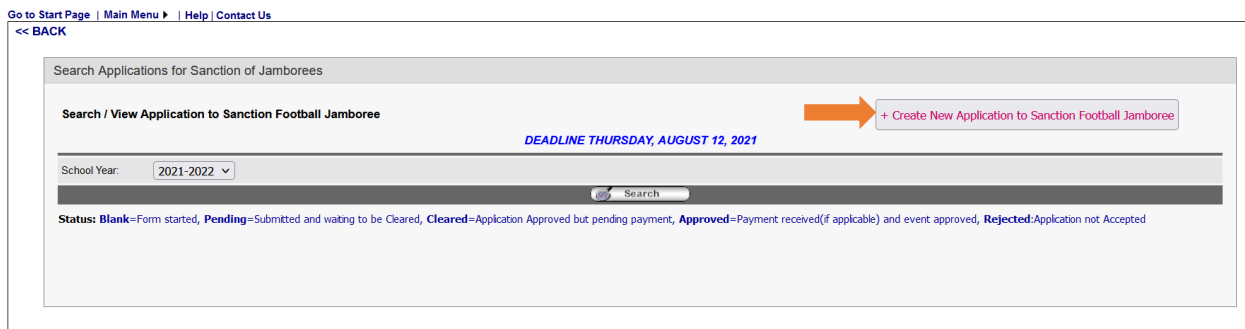 Go to Start Page | Main Menu ▶ | Help | Contact Us
<< BACK
Search Applications for Sanction of Jamborees
Search / View Application to Sanction Football Jamboree
+ Create New Application to Sanction Football Jamboree
DEADLINE THURSDAY, AUGUST 12, 2021
School Year: 2021-2022
Search
Status: Blank=Form started, Pending=Submitted and waiting to be Cleared, Cleared=Application Approved but pending payment, Approved=Payment received(if applicable) and event approved, Rejected:Application not Accepted